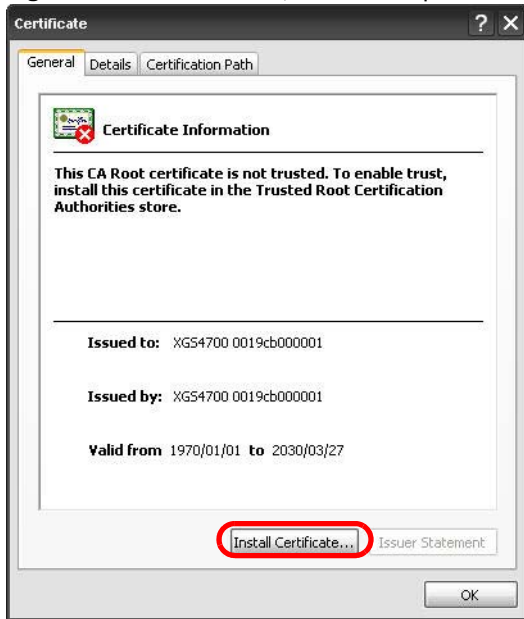 Certificate
General Details Certification Path
Certificate Information
This CA Root certificate is not trusted. To enable trust,
install this certificate in the Trusted Root Certification
Authorities store.
Issued to: XGS4700 0019cb000001
Issued by: XGS4700 0019cb000001
Valid from 1970/01/01 to 2030/03/27
Install Certificate... Issuer Statement
OK